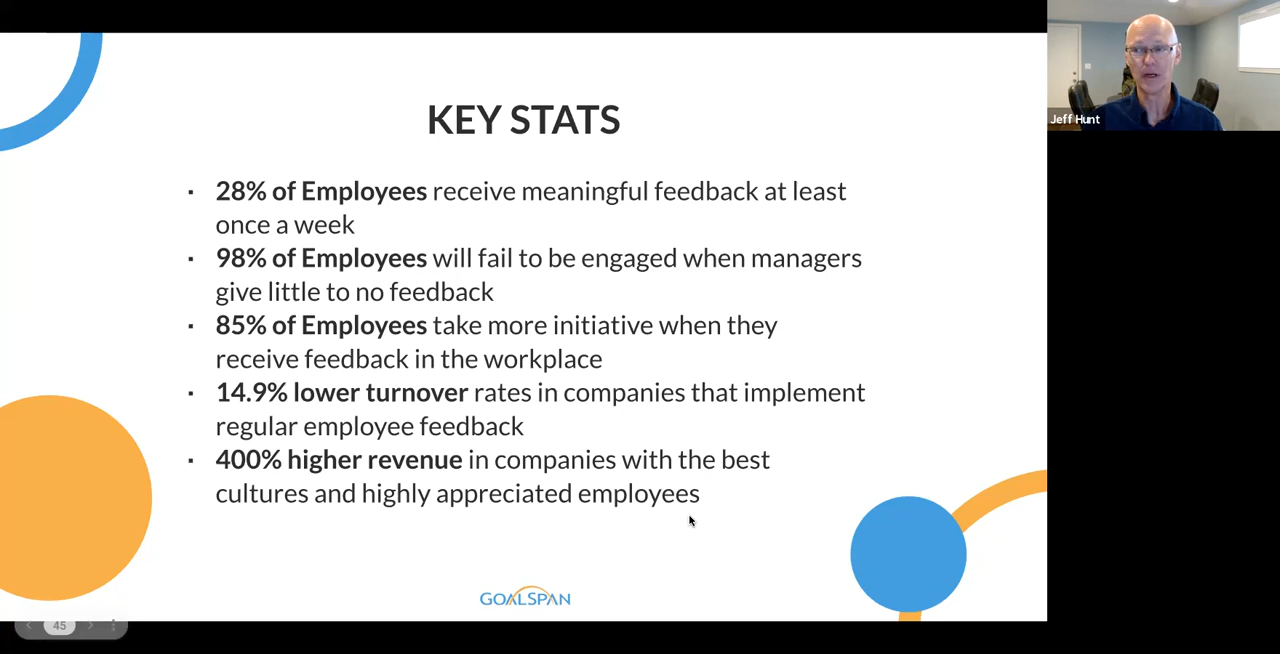 KEY STATS
▪ 28% of Employees receive meaningful feedback at least
once a week
▪ 98% of Employees will fail to be engaged when managers
give little to no feedback
▪ 85% of Employees take more initiative when they
receive feedback in the workplace
▪ 14.9% lower turnover rates in companies that implement
regular employee feedback
▪ 400% higher revenue in companies with the best
cultures and highly appreciated employees
GOALSPAN
45
Jeff Hunt